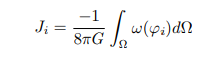 J_i = \frac{-1}{8\pi G} \int_{\Omega} \omega(\varphi_i) d\Omega